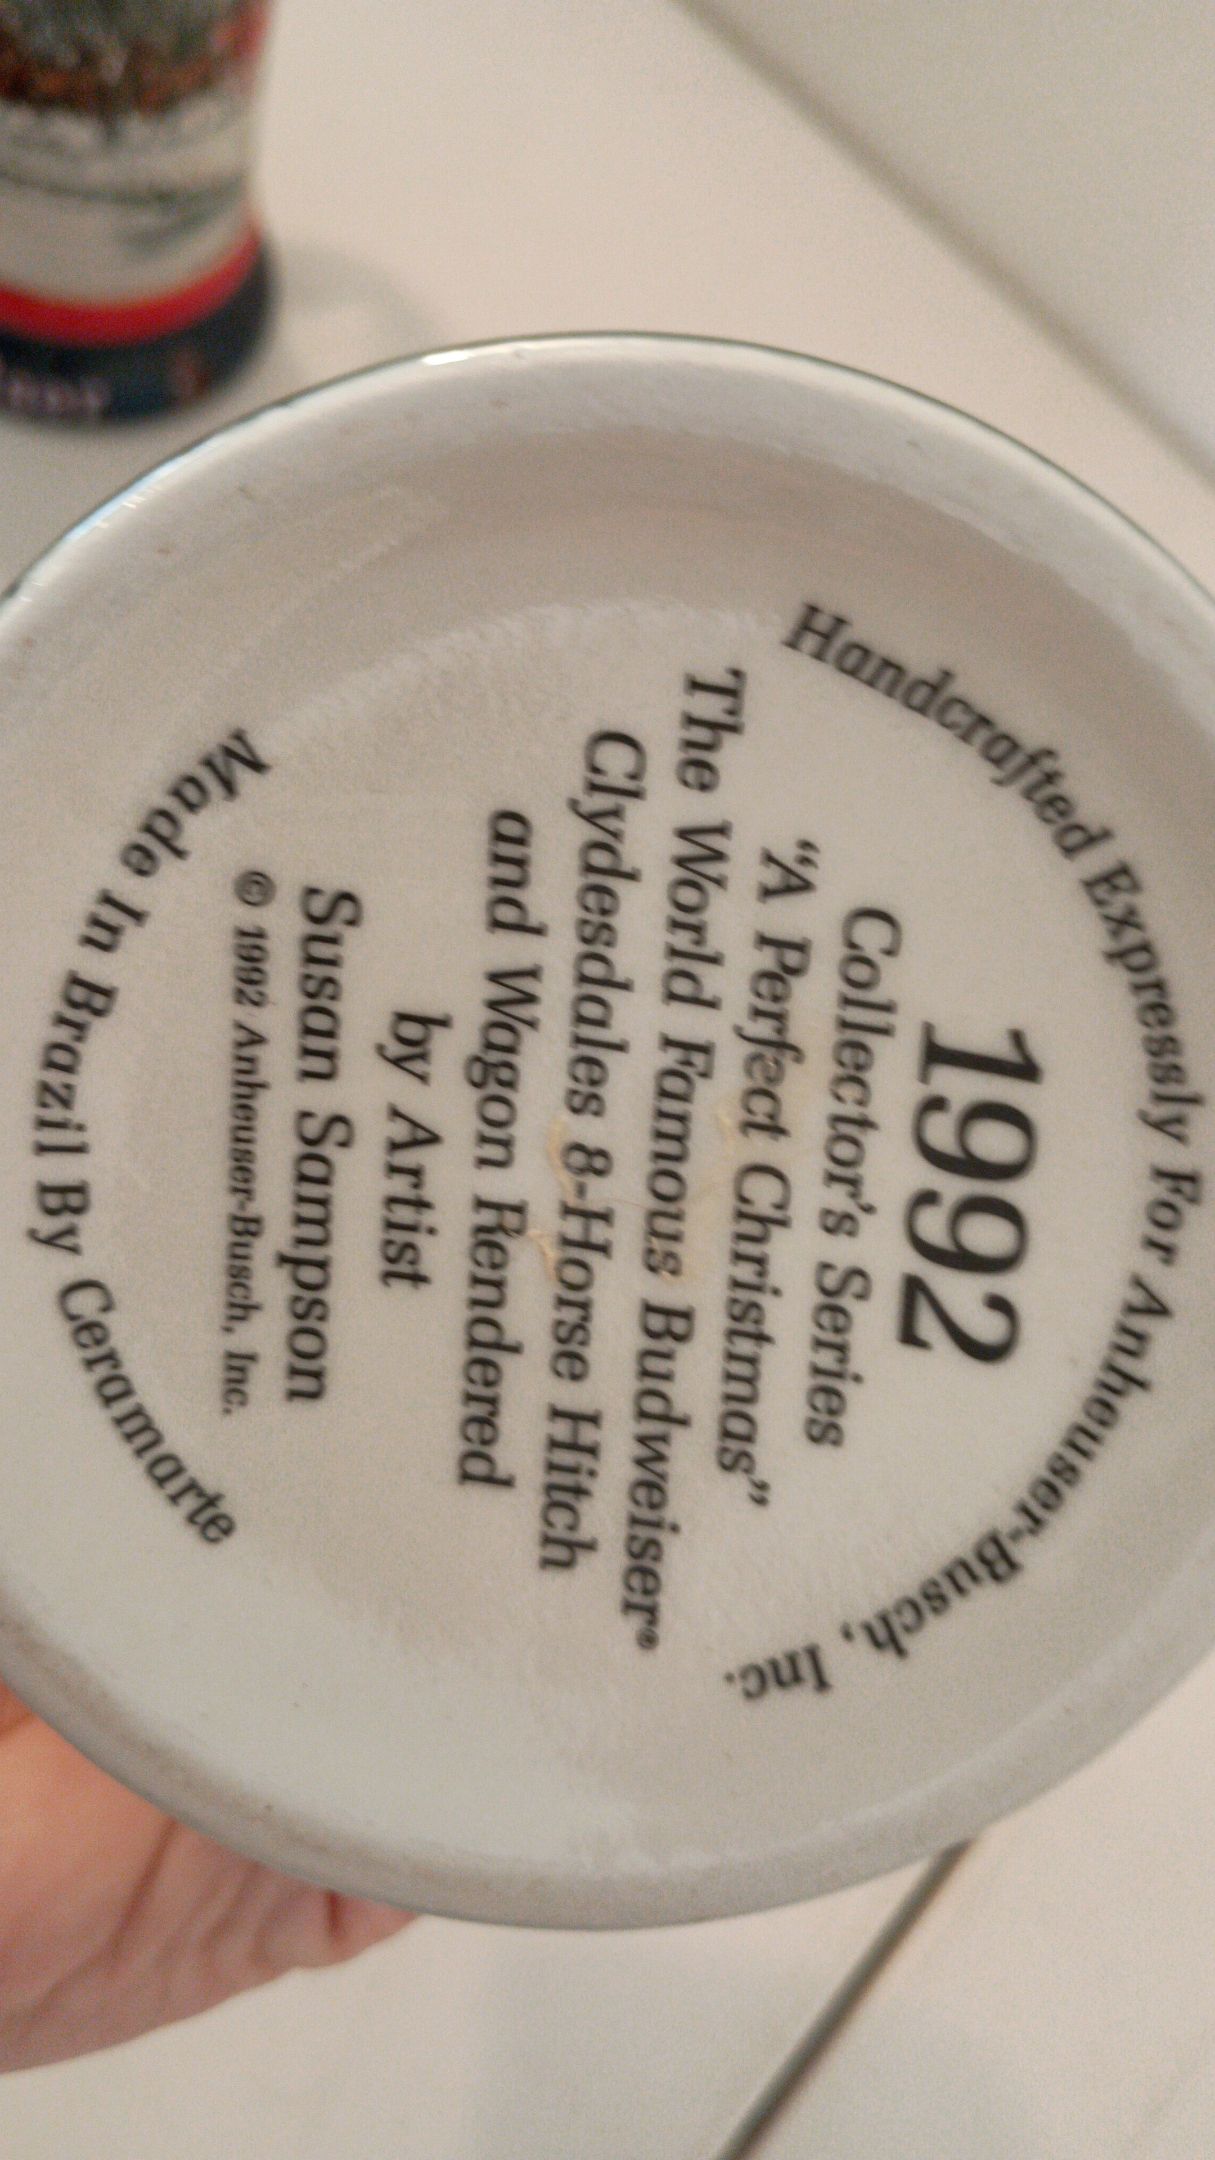 Handcrafted Expressly For Anheuser-Busch, Inc.
1992
Collector's Series
"A Perfect Christmas"
The World Famous Budweiser®
Clydesdales 8-Horse Hitch
and Wagon Rendered
by Artist
Susan Sampson
© 1992 Anheuser-Busch, Inc.
Made In Brazil By Ceramarte